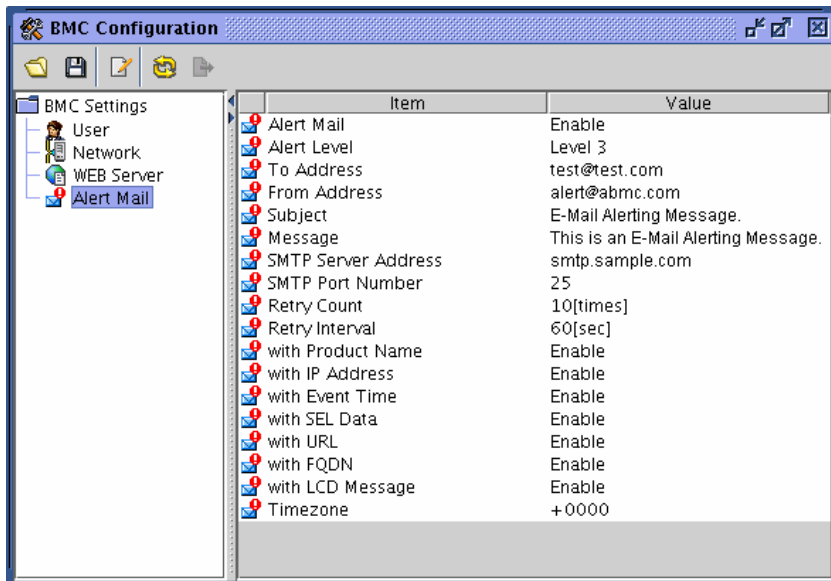 BMC Configuration
BMC Settings
User
Network
WEB Server
Alert Mail
Item Value
Alert Mail Enable
Alert Level Level 3
To Address test@test.com
From Address alert@abmc.com
Subject E-Mail Alerting Message.
Message This is an E-Mail Alerting Message.
SMTP Server Address smtp.sample.com
SMTP Port Number 25
Retry Count 10[times]
Retry Interval 60[sec]
with Product Name Enable
with IP Address Enable
with Event Time Enable
with SEL Data Enable
with URL Enable
with FQDN Enable
with LCD Message Enable
Timezone +0000